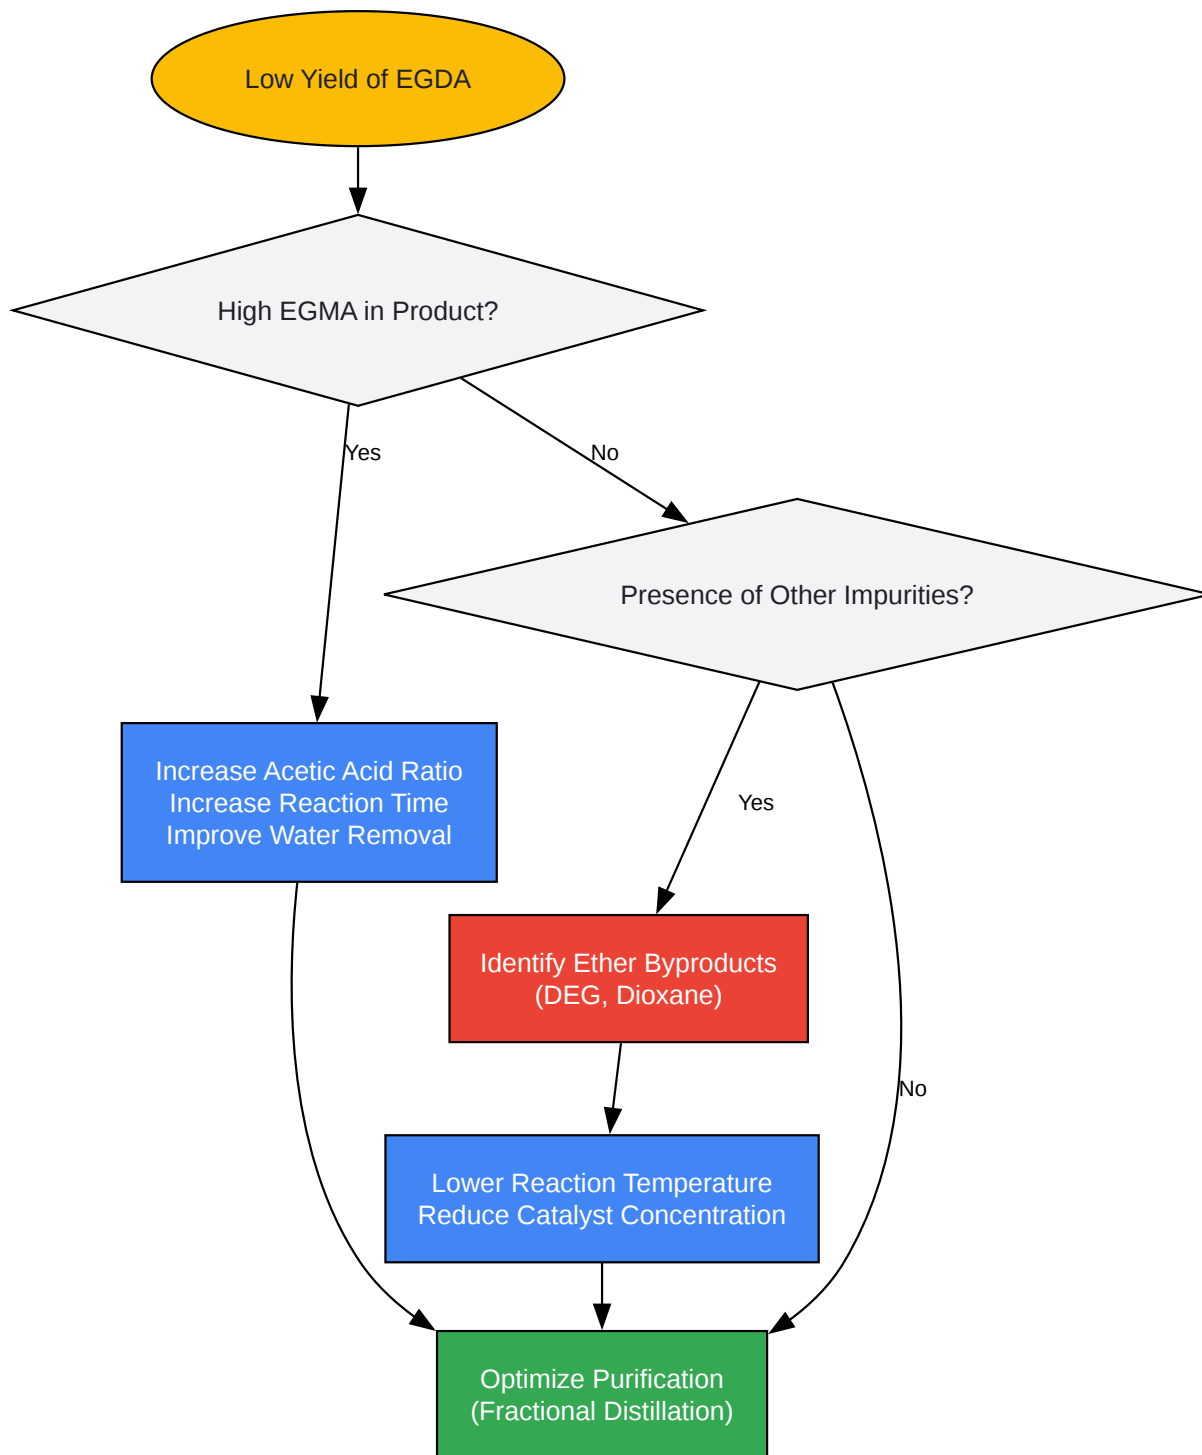 Low Yield of EGDA
High EGMA in Product?
Yes
No
Presence of Other Impurities?
Increase Acetic Acid Ratio
Increase Reaction Time
Improve Water Removal
Yes
Identify Ether Byproducts
(DEG, Dioxane)
No
Lower Reaction Temperature
Reduce Catalyst Concentration
Optimize Purification
(Fractional Distillation)